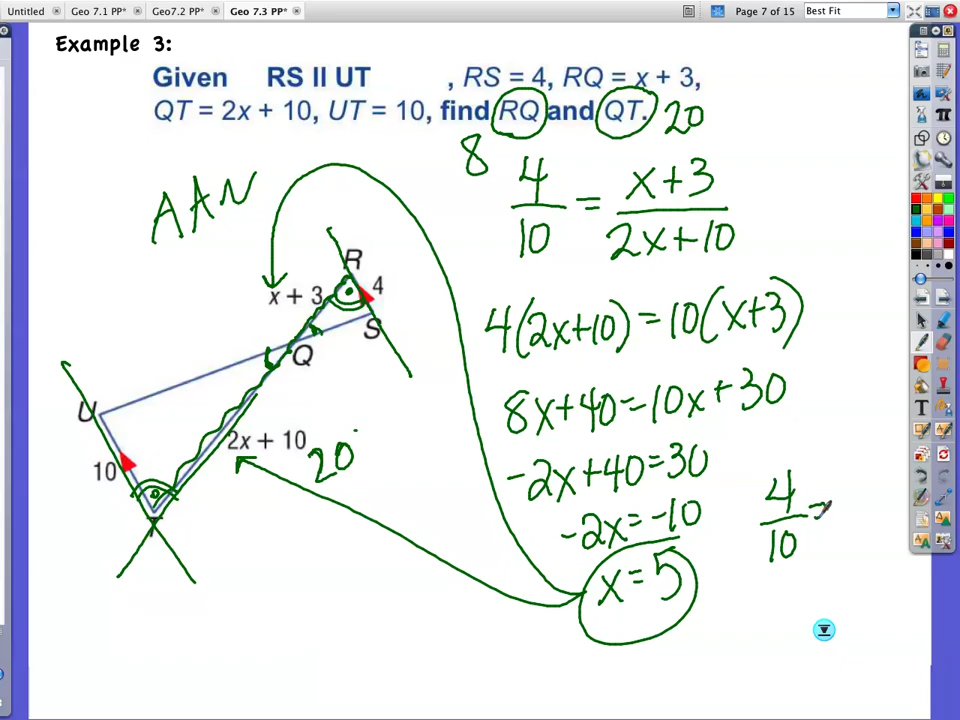 Untitled Geo 7.1 PP* Geo7.2 PP* Geo 7.3 PP* Page 7 of 15 Best Fit
Example 3:
Given RS II UT , RS = 4, RQ = x + 3,
QT = 2x + 10, UT = 10, find RQ and QT. 20
8
4/10 = x+3/2x+10
AAN
R
x + 3 4
S
Q
4(2x+10)=10(x+3)
8x+40=10x+30
U
2x + 10 20
10
T
-2x+40=30
-2x=-10
x=5
4/10 =